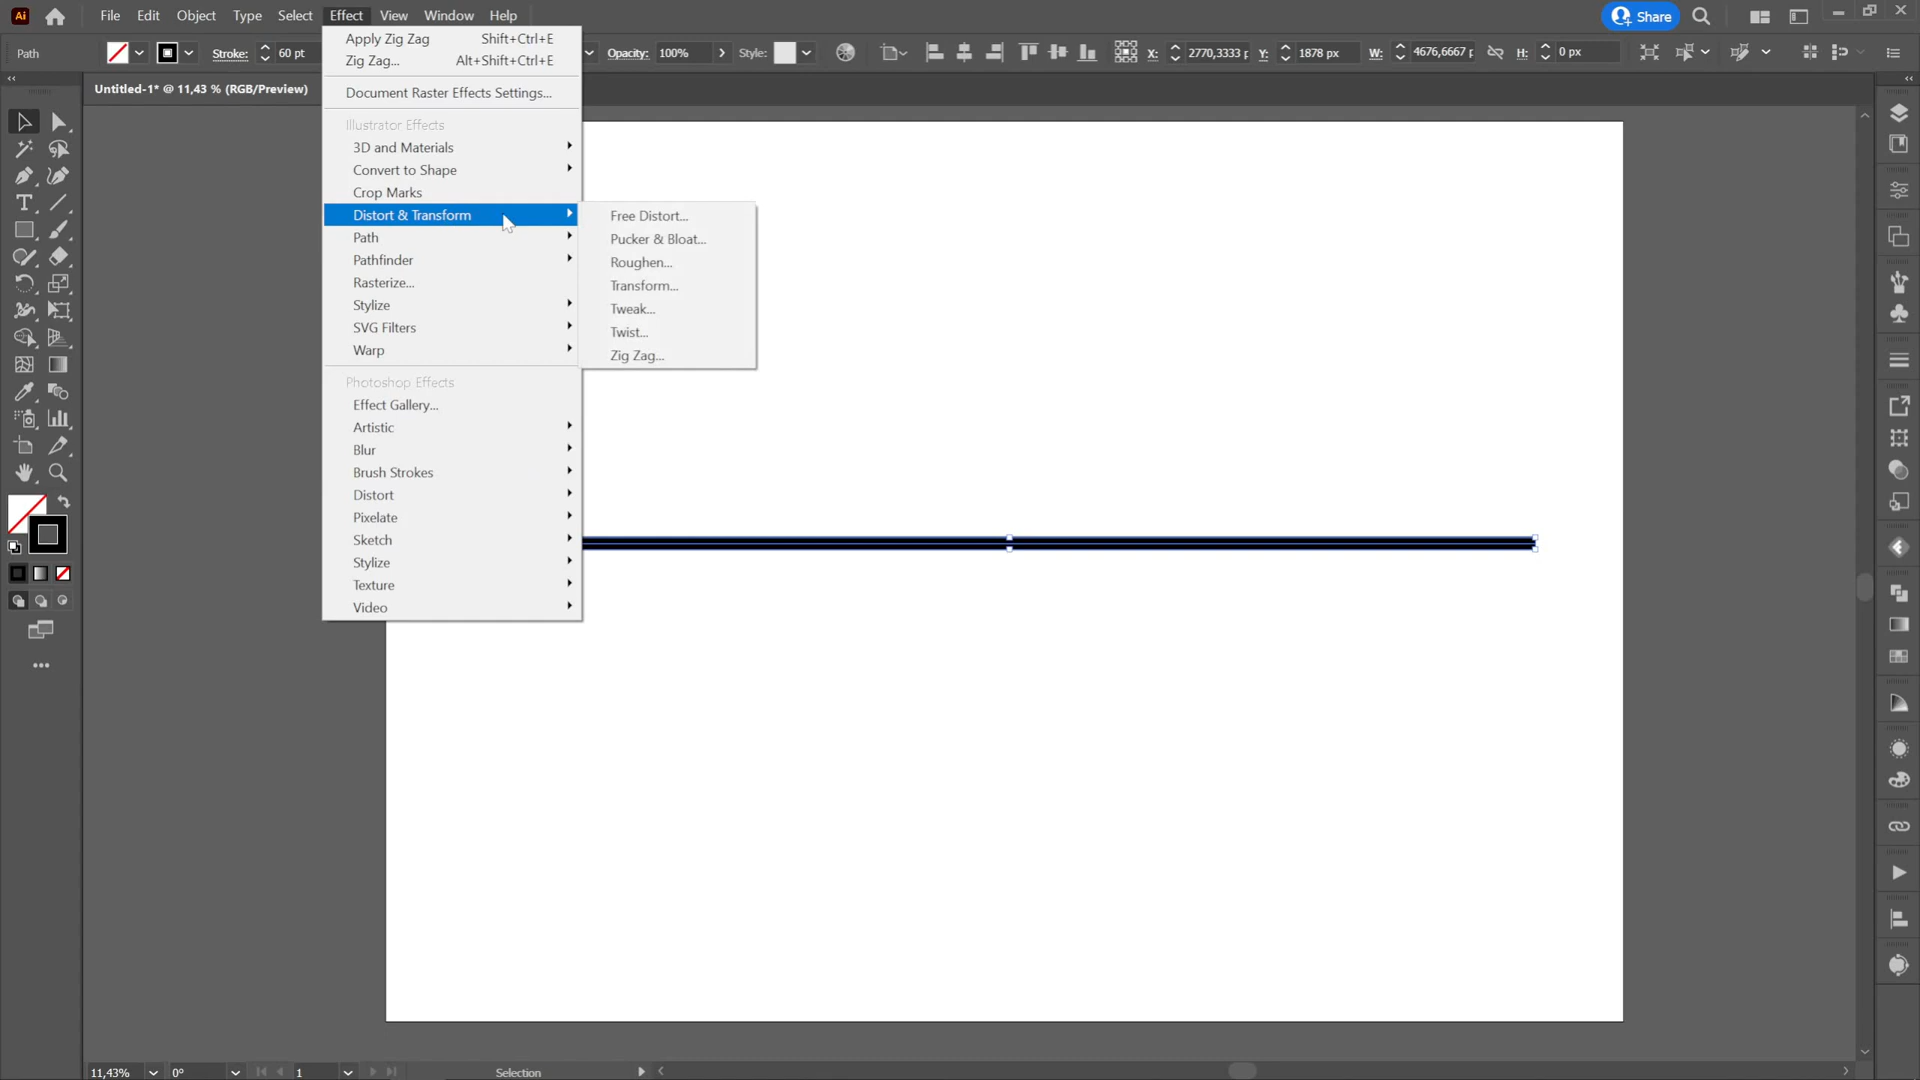 Ai File Edit Object Type Select Effect View Window Help Share
Path Stroke: 60 pt Opacity: 100% Style: X: 2770,3333 p Y: 1878 px W: 4676,6667 p H: 0 px
Untitled-1* @ 11,43 % (RGB/Preview)
Apply Zig Zag Shift+Ctrl+E
Zig Zag... Alt+Shift+Ctrl+E
Document Raster Effects Settings...
Illustrator Effects
3D and Materials
Convert to Shape
Crop Marks
Distort & Transform
Path
Pathfinder
Rasterize...
Stylize
SVG Filters
Warp
Free Distort...
Pucker & Bloat...
Roughen...
Transform...
Tweak...
Twist...
Zig Zag...
Photoshop Effects
Effect Gallery...
Artistic
Blur
Brush Strokes
Distort
Pixelate
Sketch
Stylize
Texture
Video
11,43% 0° 1 Selection